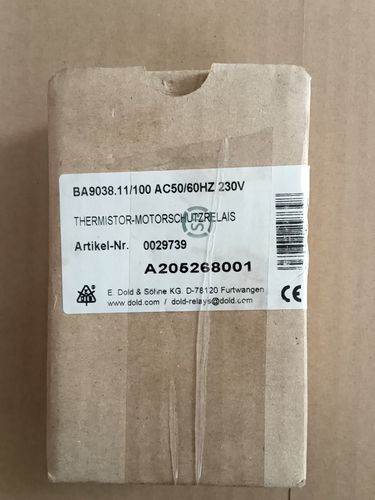 BA9038.11/100 AC50/60HZ 230V
THERMISTOR-MOTORSCHUTZRELAIS
Artikel-Nr. 0029739
A205268001
DOLD
E. Dold & Söhne KG. D-78120 Furtwangen
www.dold.com / dold-relays@dold.com
CE